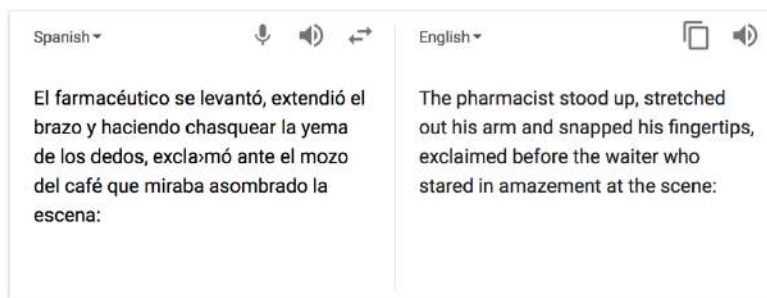 Spanish
English
El farmacéutico se levantó, extendió el
brazo y haciendo chasquear la yema
de los dedos, excla›mó ante el mozo
del café que miraba asombrado la
escena:
The pharmacist stood up, stretched
out his arm and snapped his fingertips,
exclaimed before the waiter who
stared in amazement at the scene: